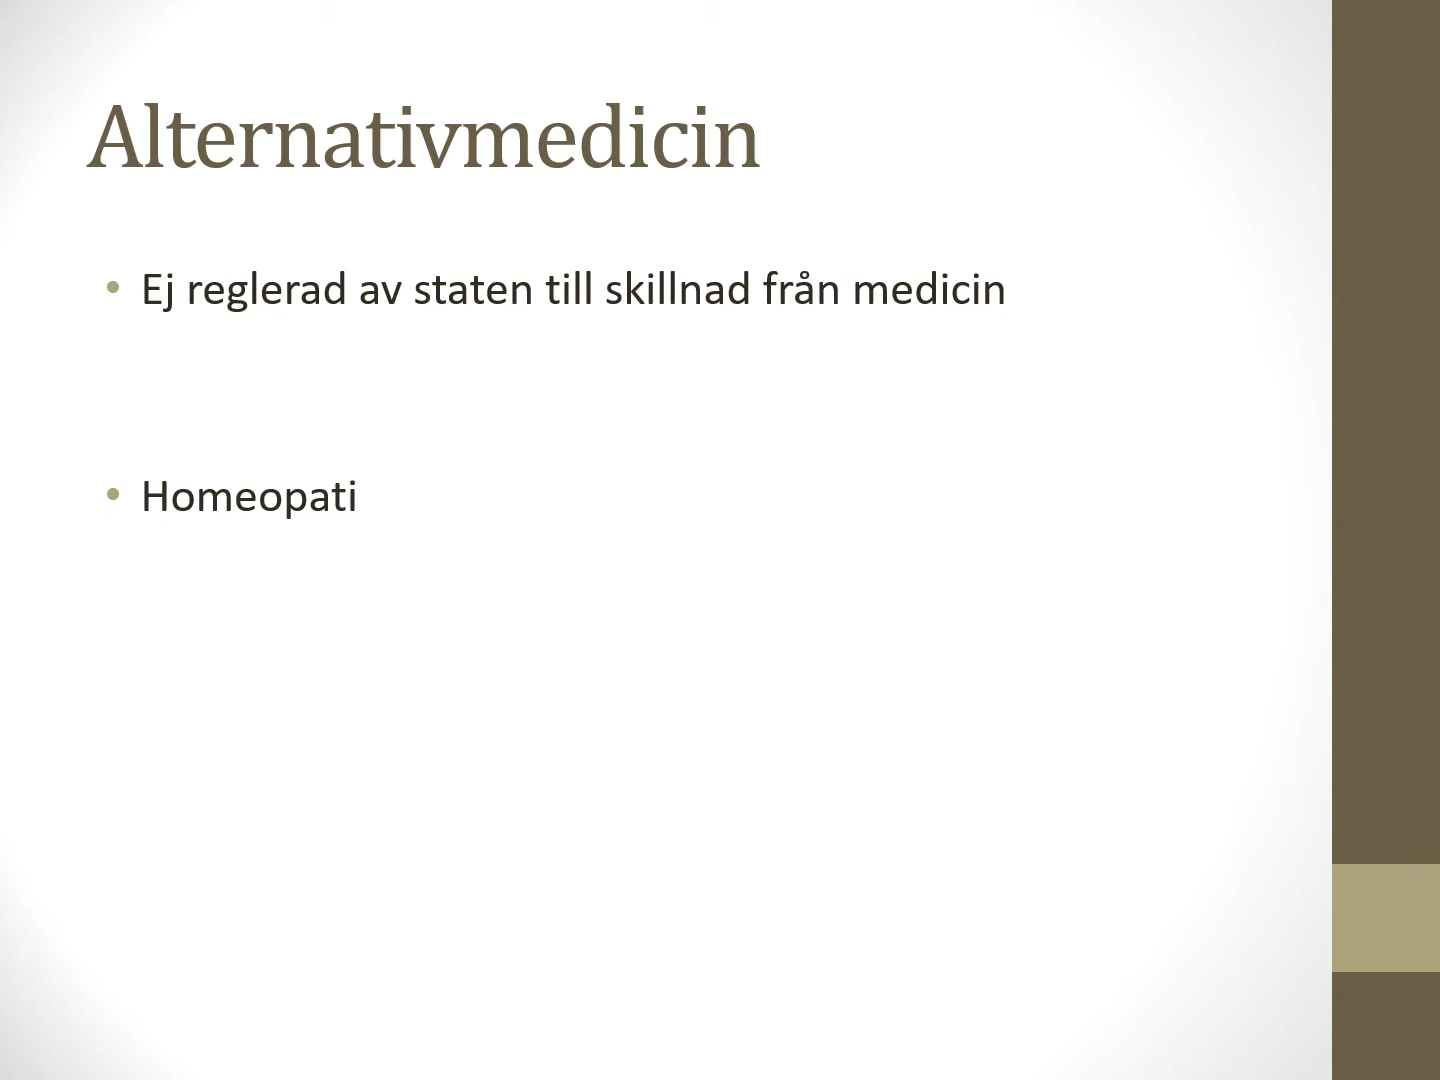 Alternativmedicin
• Ej reglerad av staten till skillnad från medicin
• Homeopati